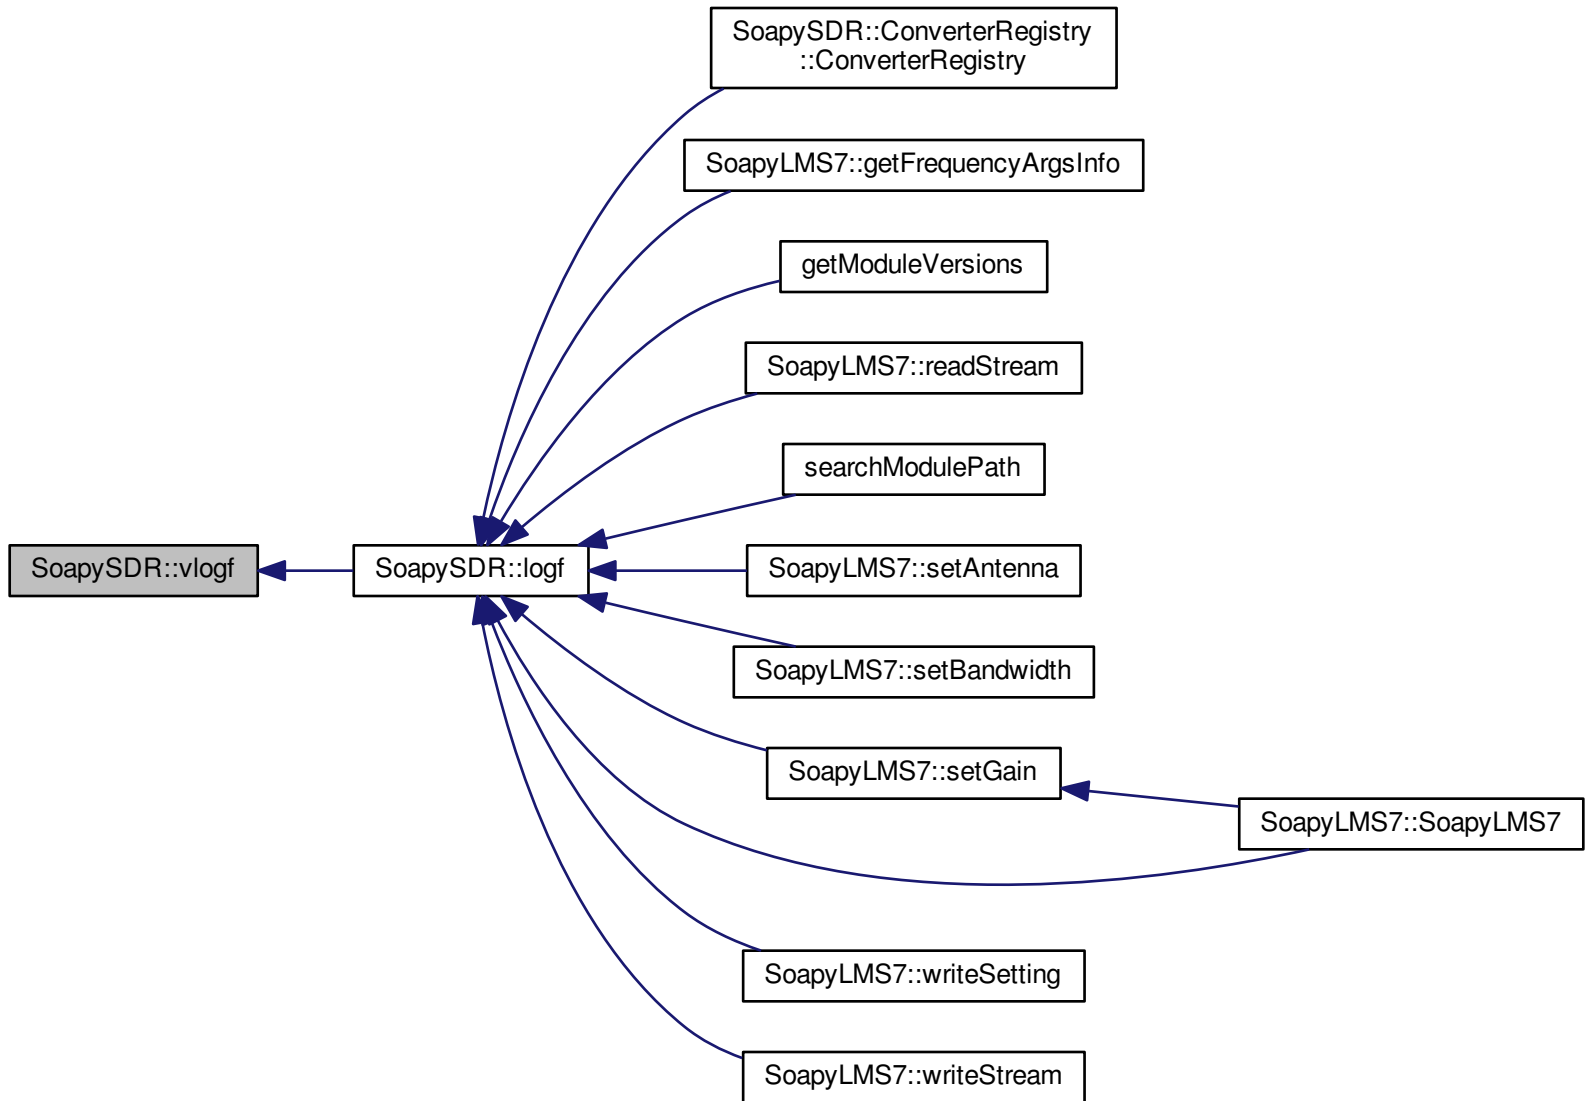 SoapySDR::ConverterRegistry
::ConverterRegistry
SoapyLMS7::getFrequencyArgsInfo
getModuleVersions
SoapyLMS7::readStream
searchModulePath
SoapySDR::vlogf
SoapySDR::logf
SoapyLMS7::setAntenna
SoapyLMS7::setBandwidth
SoapyLMS7::setGain
SoapyLMS7::SoapyLMS7
SoapyLMS7::writeSetting
SoapyLMS7::writeStream